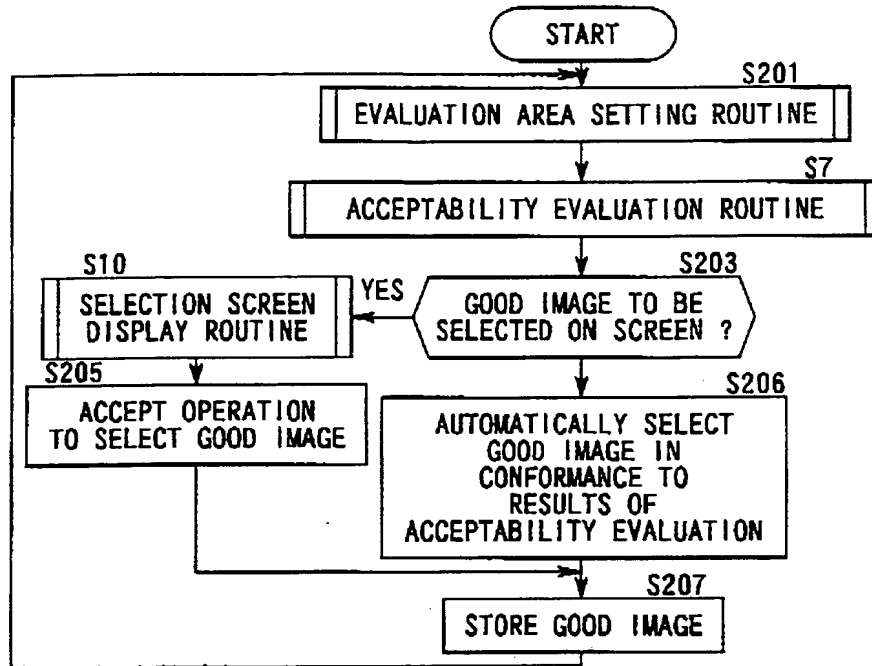 START
S201
EVALUATION AREA SETTING ROUTINE
S7
ACCEPTABILITY EVALUATION ROUTINE
S203
GOOD IMAGE TO BE
SELECTED ON SCREEN ?
YES
S10
SELECTION SCREEN
DISPLAY ROUTINE
S205
ACCEPT OPERATION
TO SELECT GOOD IMAGE
S206
AUTOMATICALLY SELECT
GOOD IMAGE IN
CONFORMANCE TO
RESULTS OF
ACCEPTABILITY EVALUATION
S207
STORE GOOD IMAGE